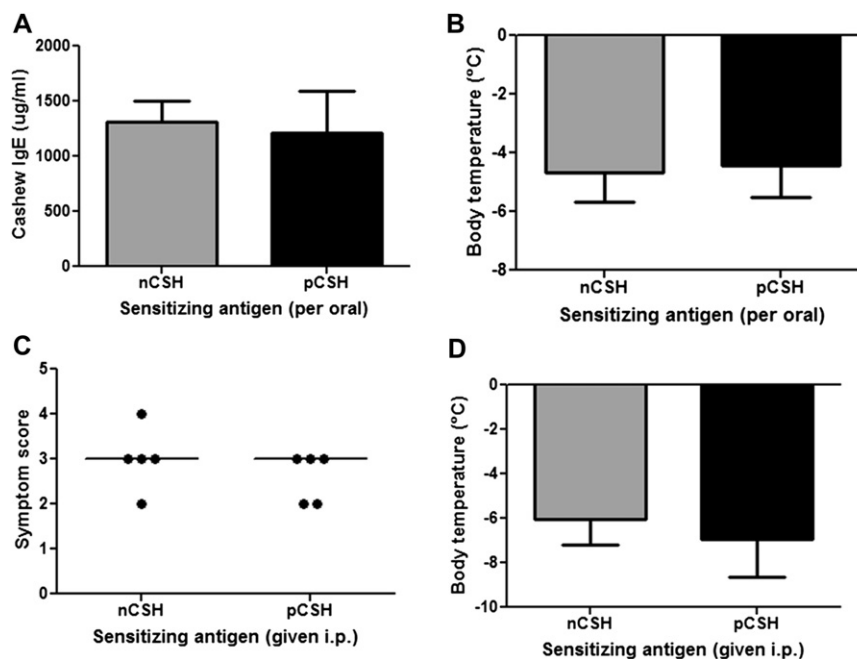 A
Cashew IgE (ug/ml)
2000
1500
1000
500
0
nCSH pCSH
Sensitizing antigen (per oral)
B
Body temperature (°C)
0
-2
-4
-6
-8
nCSH pCSH
Sensitizing antigen (per oral)
C
Symptom score
5
4
3
2
1
0
nCSH pCSH
Sensitizing antigen (given i.p.)
D
Body temperature (°C)
0
-2
-4
-6
-8
-10
nCSH pCSH
Sensitizing antigen (given i.p.)